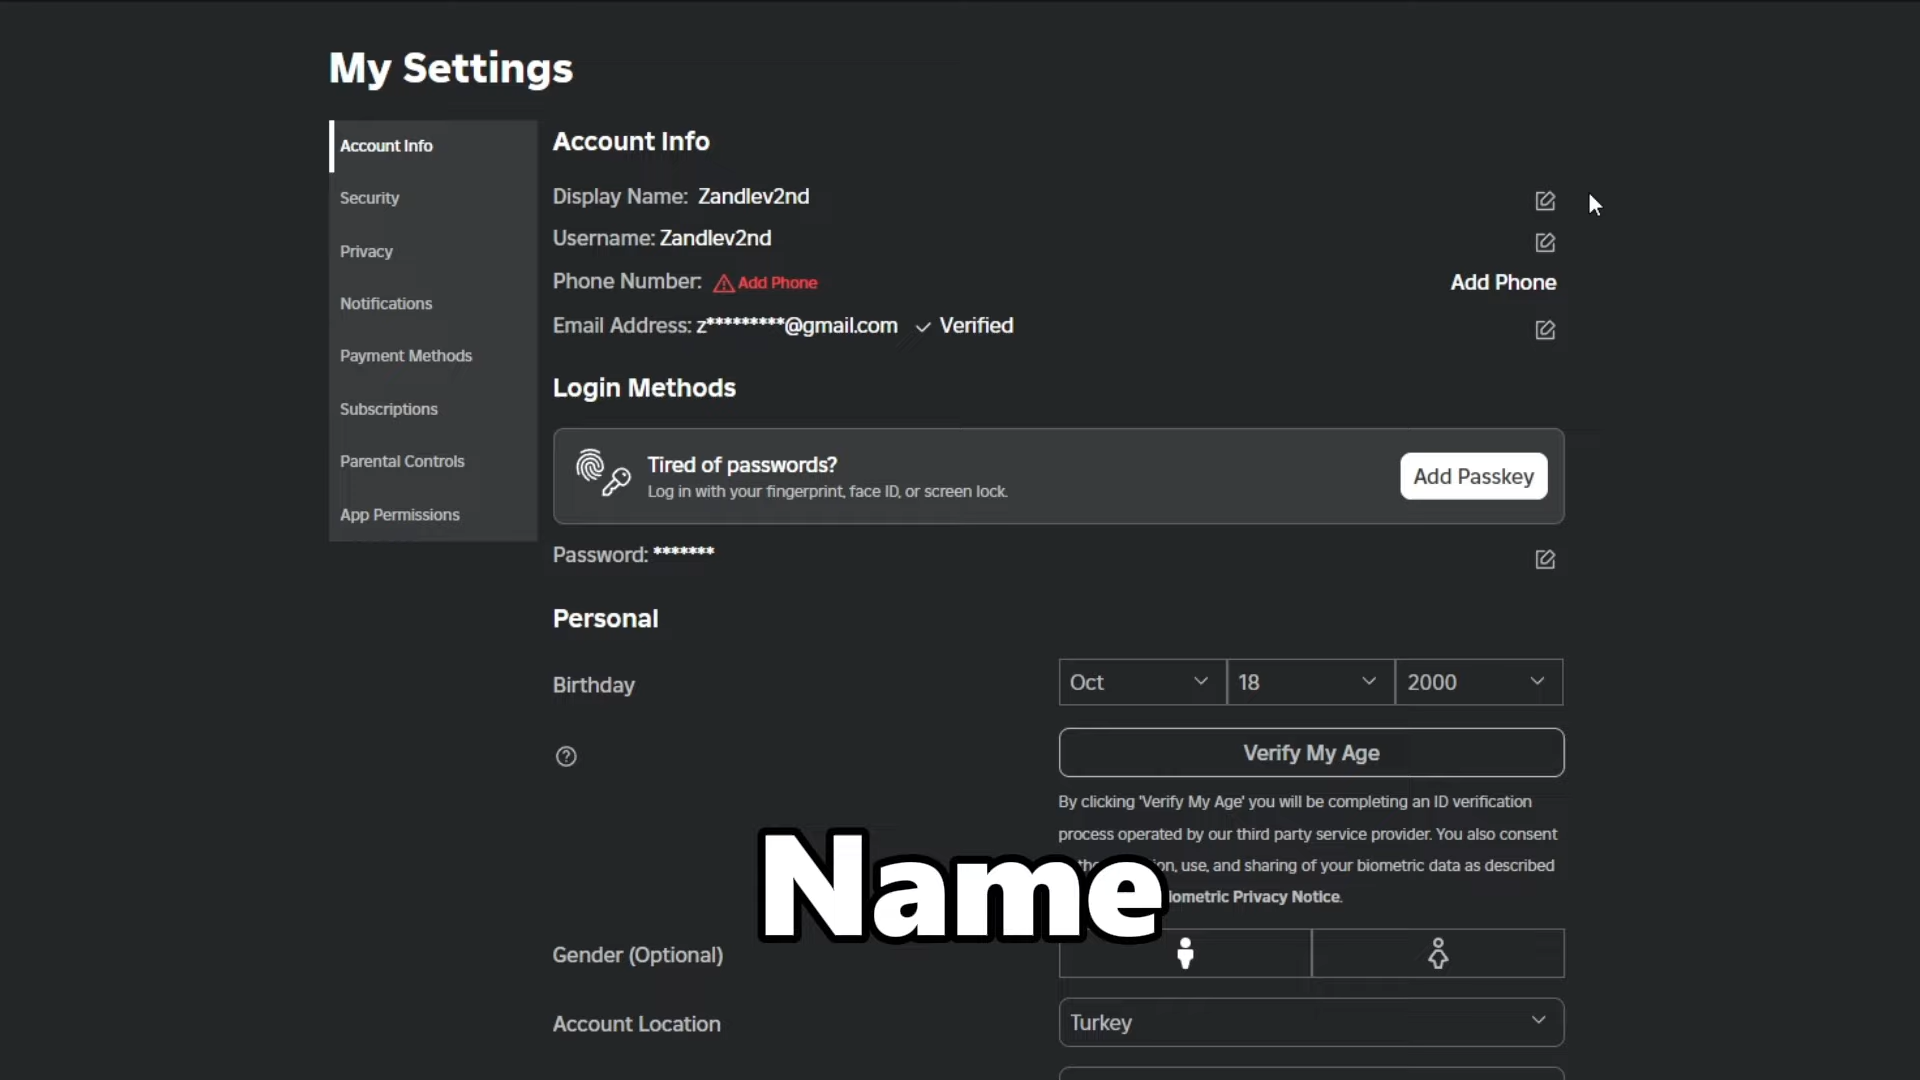 My Settings
Account Info
Security
Privacy
Notifications
Payment Methods
Subscriptions
Parental Controls
App Permissions
Account Info
Display Name: Zandlev2nd
Username: Zandlev2nd
Phone Number: Add Phone
Add Phone
Email Address: z*********@gmail.com Verified
Login Methods
Tired of passwords?
Log in with your fingerprint, face ID, or screen lock.
Add Passkey
Password: *******
Personal
Birthday
Oct 18 2000
Verify My Age
By clicking 'Verify My Age' you will be completing an ID verification
process operated by our third party service provider. You also consent
use, and sharing of your biometric data as described
Privacy Notice.
Name
Gender (Optional)
Account Location
Turkey